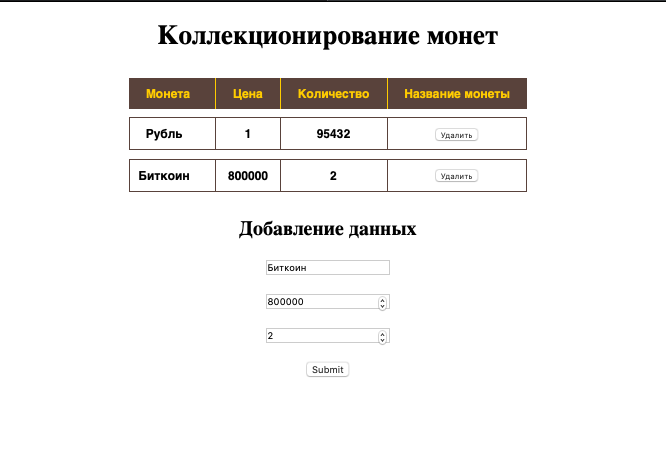 Коллекционирование монет
Монета Цена Количество Название монеты
Рубль 1 95432 Удалить
Биткоин 800000 2 Удалить
Добавление данных
Биткоин
800000
2
Submit